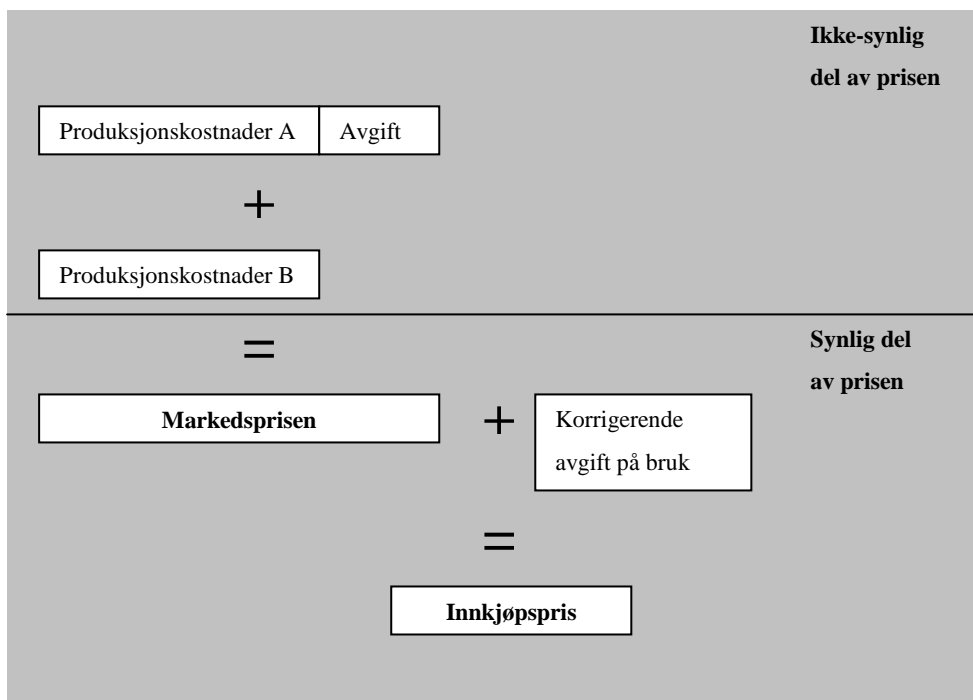 Ikke-synlig
del av prisen
Produksjonskostnader A Avgift
+
Produksjonskostnader B
Synlig del
av prisen
=
Markedsprisen + Korrigerende
avgift på bruk
=
Innkjøpspris